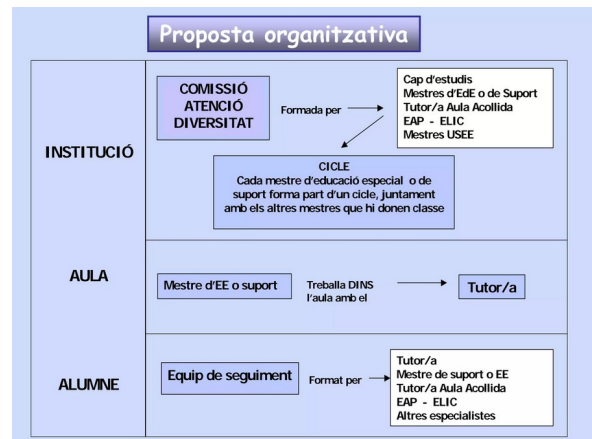 Proposta organitzativa
INSTITUCIÓ
COMISSIÓ
ATENCIÓ
DIVERSITAT
Formada per
Cap d'estudis
Mestres d'EdE o de Suport
Tutor/a Aula Acollida
EAP - ELIC
Mestres USEE
CICLE
Cada mestre d'educació especial o de
suport forma part d'un cicle, juntament
amb els altres mestres que hi donen classe
AULA
Mestre d'EE o suport
Treballa DINS
l'aula amb el
Tutor/a
ALUMNE
Equip de seguiment
Format per
Tutor/a
Mestre de suport o EE
Tutor/a Aula Acollida
EAP - ELIC
Altres especialistes